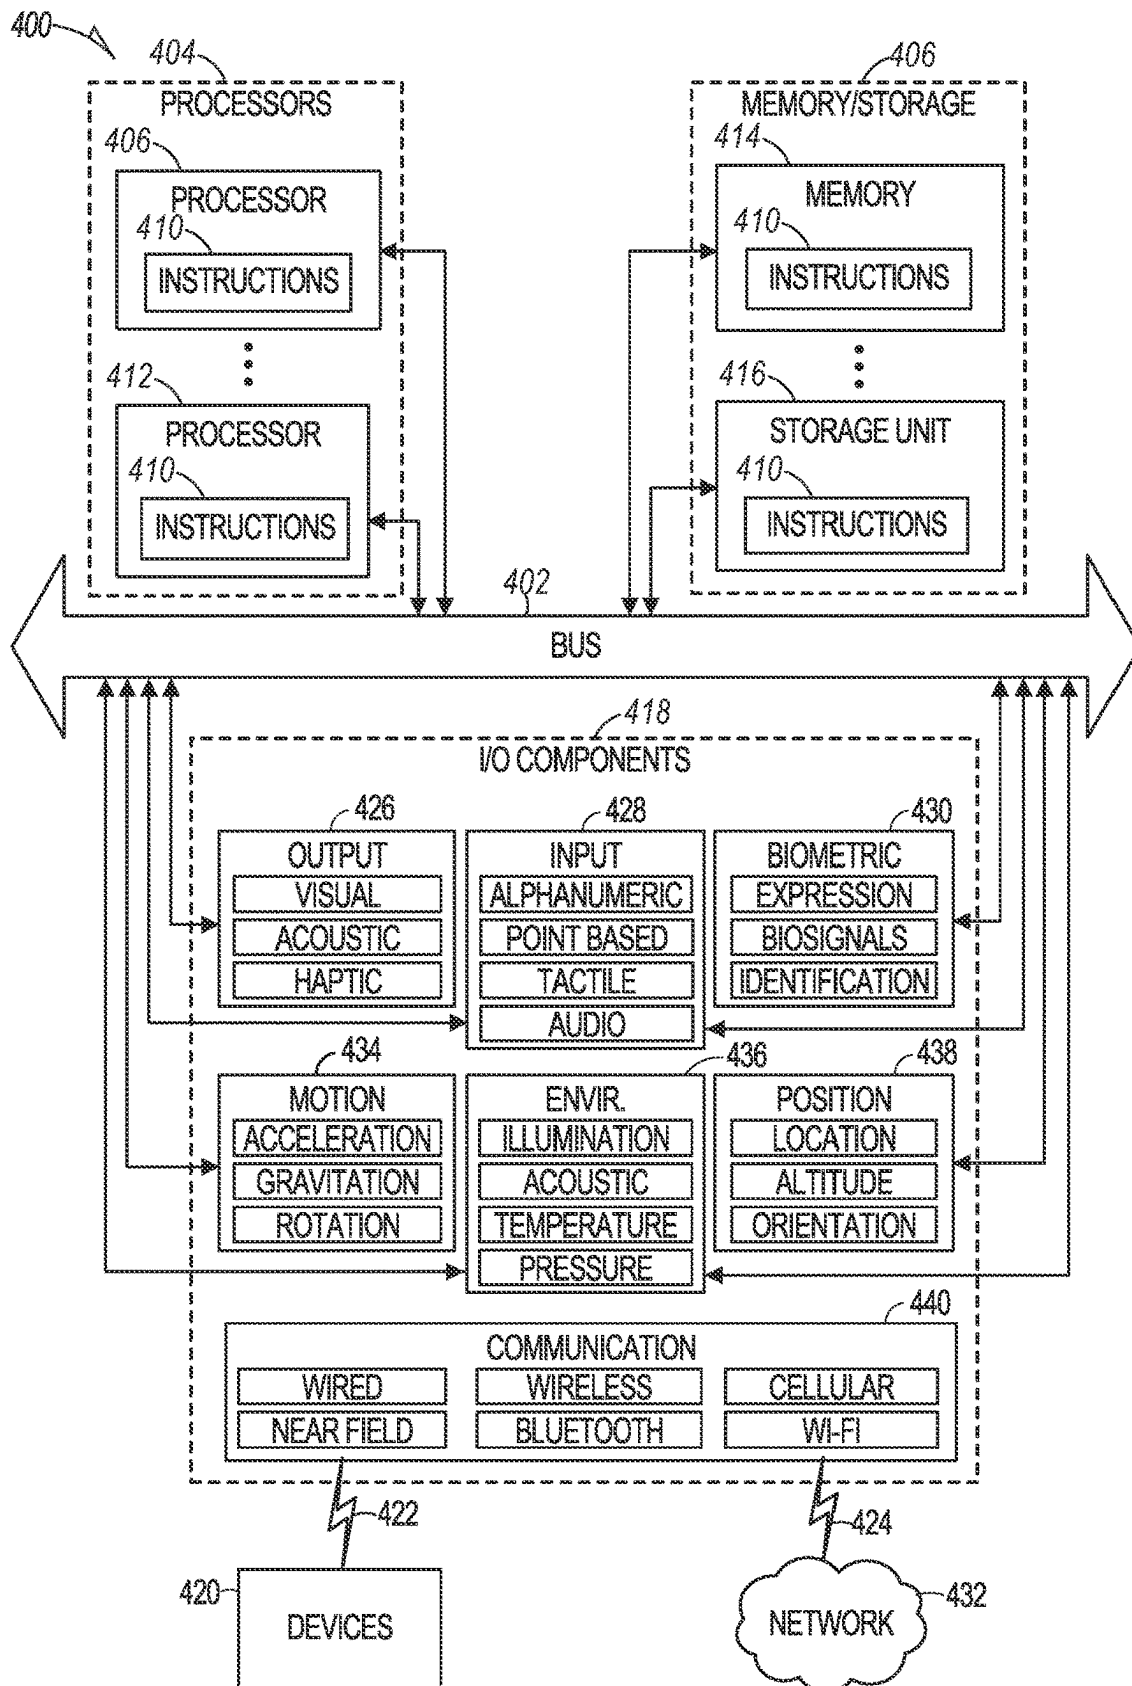 400
404
PROCESSORS
406
PROCESSOR
410
INSTRUCTIONS
412
PROCESSOR
410
INSTRUCTIONS
406
MEMORY/STORAGE
414
MEMORY
410
INSTRUCTIONS
416
STORAGE UNIT
410
INSTRUCTIONS
402
BUS
418
I/O COMPONENTS
426
OUTPUT
VISUAL
ACOUSTIC
HAPTIC
428
INPUT
ALPHANUMERIC
POINT BASED
TACTILE
AUDIO
430
BIOMETRIC
EXPRESSION
BIOSIGNALS
IDENTIFICATION
434
MOTION
ACCELERATION
GRAVITATION
ROTATION
436
ENVIR.
ILLUMINATION
ACOUSTIC
TEMPERATURE
PRESSURE
438
POSITION
LOCATION
ALTITUDE
ORIENTATION
440
COMMUNICATION
WIRED
WIRELESS
CELLULAR
NEAR FIELD
BLUETOOTH
WI-FI
422
424
420
DEVICES
NETWORK
432